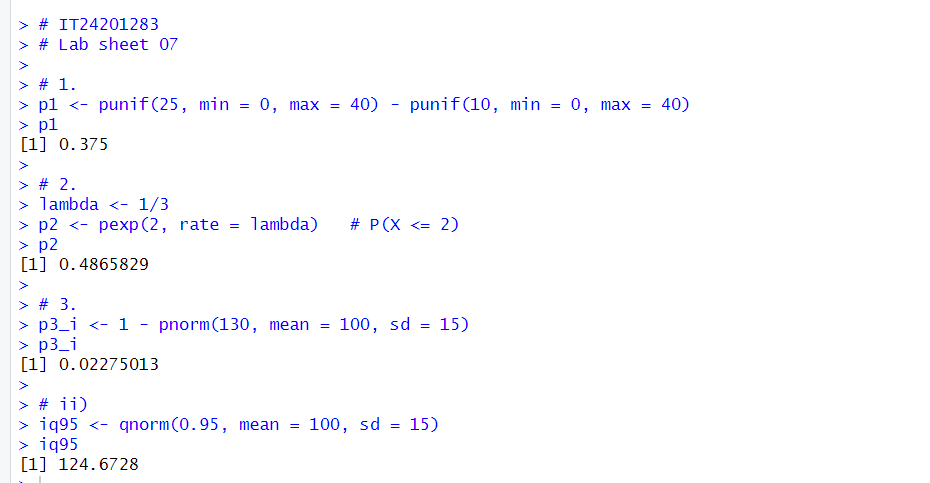 > # IT24201283
> # Lab sheet 07
>
> # 1.
> p1 <- punif(25, min = 0, max = 40) - punif(10, min = 0, max = 40)
> p1
[1] 0.375
>
> # 2.
> lambda <- 1/3
> p2 <- pexp(2, rate = lambda)   # P(X <= 2)
> p2
[1] 0.4865829
>
> # 3.
> p3_i <- 1 - pnorm(130, mean = 100, sd = 15)
> p3_i
[1] 0.02275013
>
> # ii)
> iq95 <- qnorm(0.95, mean = 100, sd = 15)
> iq95
[1] 124.6728
>